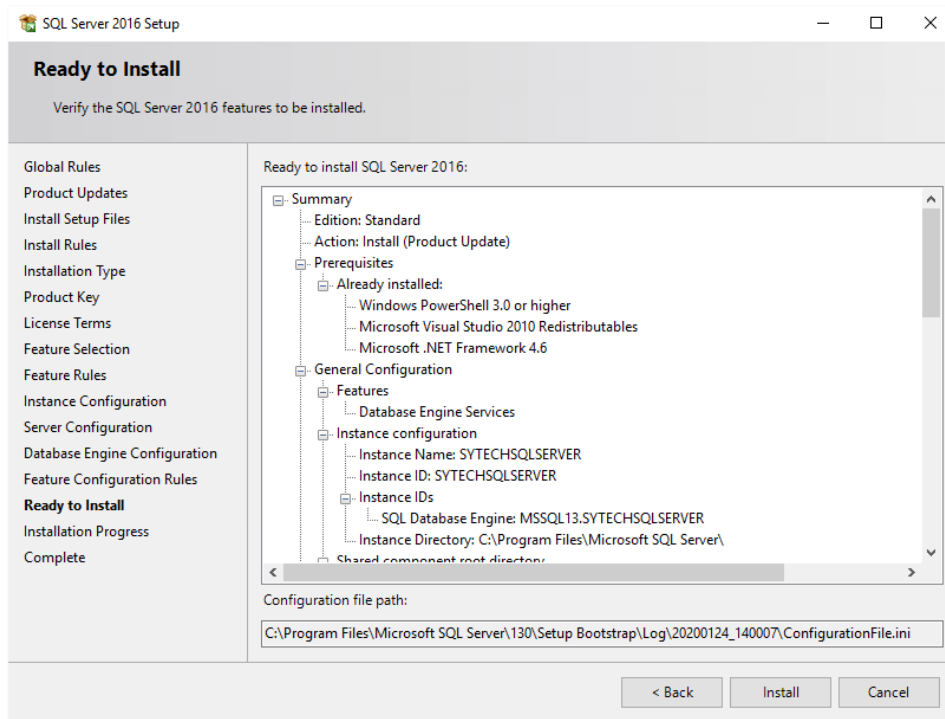 SQL Server 2016 Setup
Ready to Install
Verify the SQL Server 2016 features to be installed.
Global Rules
Product Updates
Install Setup Files
Install Rules
Installation Type
Product Key
License Terms
Feature Selection
Feature Rules
Instance Configuration
Server Configuration
Database Engine Configuration
Feature Configuration Rules
Ready to Install
Installation Progress
Complete
Ready to install SQL Server 2016:
Summary
Edition: Standard
Action: Install (Product Update)
Prerequisites
Already installed:
Windows PowerShell 3.0 or higher
Microsoft Visual Studio 2010 Redistributables
Microsoft .NET Framework 4.6
General Configuration
Features
Database Engine Services
Instance configuration
Instance Name: SYTECHSQLSERVER
Instance ID: SYTECHSQLSERVER
Instance IDs
SQL Database Engine: MSSQL13.SYTECHSQLSERVER
Instance Directory: C:\Program Files\Microsoft SQL Server\
Shared component root directory
Configuration file path:
C:\Program Files\Microsoft SQL Server\130\Setup Bootstrap\Log\20200124_140007\ConfigurationFile.ini
< Back
Install
Cancel